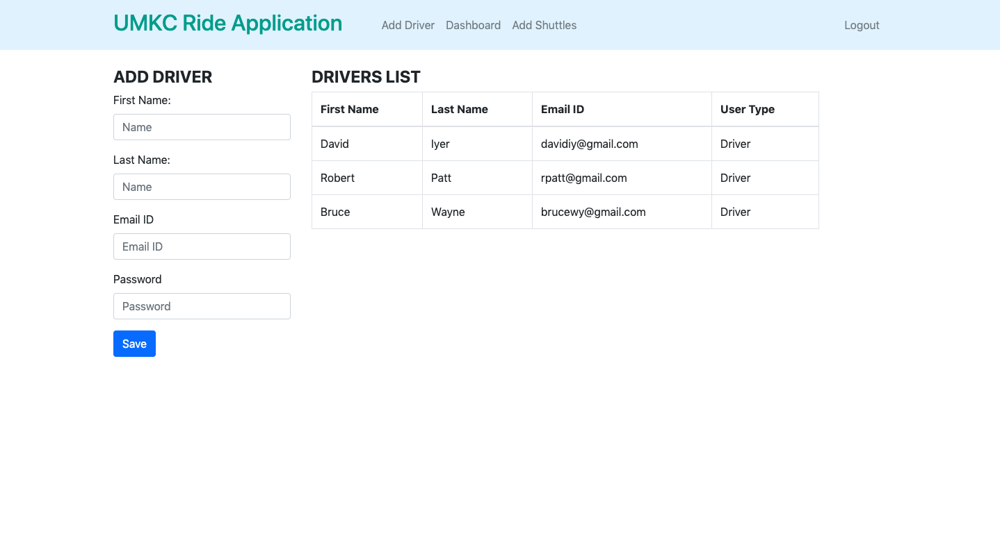 UMKC Ride Application Add Driver Dashboard Add Shuttles Logout
ADD DRIVER
First Name:
Name
Last Name:
Name
Email ID
Email ID
Password
Password
Save
DRIVERS LIST
First Name Last Name Email ID User Type
David Iyer davidiy@gmail.com Driver
Robert Patt rpatt@gmail.com Driver
Bruce Wayne brucewy@gmail.com Driver